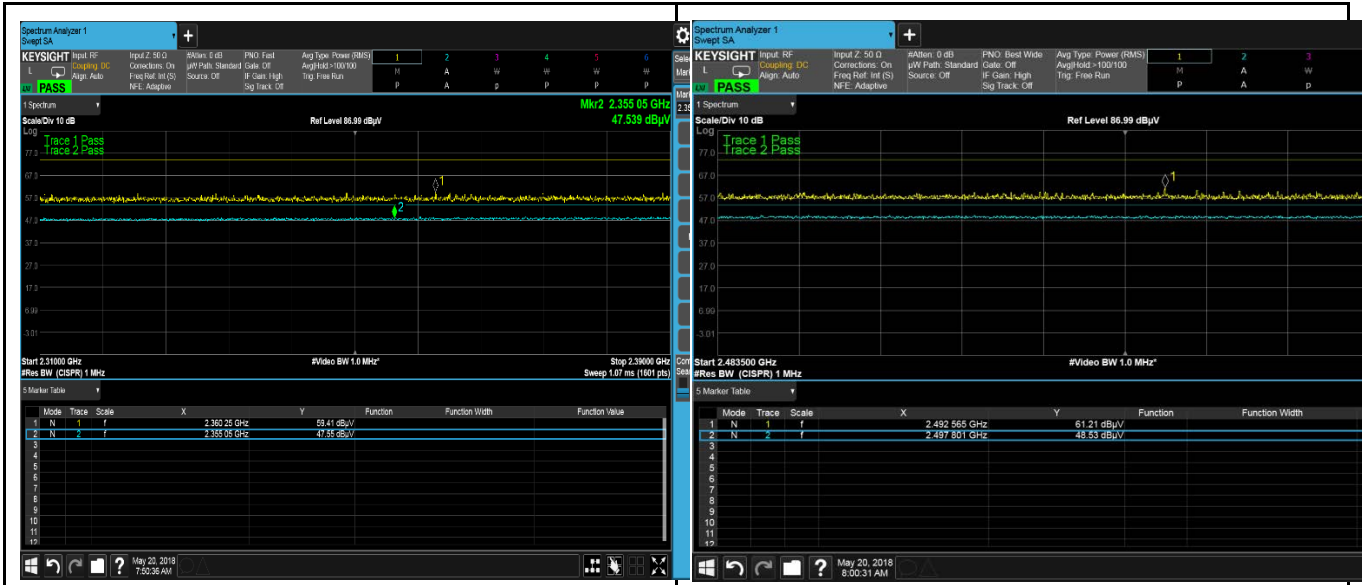 Spectrum Analyzer 1
Swept SA
KEYSIGHT Input: RF
Coupling: DC
Align: Auto
Input Z: 50 Ω
Corrections: On
Freq Ref: Int (S)
NFE: Adaptive
#Atten: 0 dB
µW Path: Standard
Source: Off
PNO: Fast
Gate: Off
IF Gain: High
Sig Track: Off
Avg Type: Power (RMS)
Avg|Hold:>100/100
Trig: Free Run
1 2 3 4 5 6
M A W W W W
P A P P P P
L
PASS
1 Spectrum
Mkr2 2.355 05 GHz
Scale/Div 10 dB
Ref Level 86.99 dBµV
47.539 dBµV
Log
Trace 1 Pass
Trace 2 Pass
77.0
67.0
57.0
47.0
37.0
27.0
17.0
6.99
-3.01
1
2
Start 2.31000 GHz
#Video BW 1.0 MHz*
Stop 2.39000 GHz
#Res BW (CISPR) 1 MHz
Sweep 1.07 ms (1601 pts)
5 Marker Table
Mode Trace Scale X Y Function Function Width Function Value
1 N 1 f 2.360 25 GHz 59.41 dBµV
2 N 2 f 2.355 05 GHz 47.55 dBµV
3
4
5
6
7
8
9
10
11
12
May 20, 2018
7:50:36 AM
Spectrum Analyzer 1
Swept SA
KEYSIGHT Input: RF
Coupling: DC
Align: Auto
Input Z: 50 Ω
Corrections: On
Freq Ref: Int (S)
NFE: Adaptive
#Atten: 0 dB
µW Path: Standard
Source: Off
PNO: Best Wide
Gate: Off
IF Gain: High
Sig Track: Off
Avg Type: Power (RMS)
Avg|Hold:>100/100
Trig: Free Run
1 2 3
M A W
P A P
L
PASS
1 Spectrum
Scale/Div 10 dB
Ref Level 86.99 dBµV
Log
Trace 1 Pass
Trace 2 Pass
77.0
67.0
57.0
47.0
37.0
27.0
17.0
6.99
-3.01
1
Start 2.483500 GHz
#Video BW 1.0 MHz*
#Res BW (CISPR) 1 MHz
5 Marker Table
Mode Trace Scale X Y Function Function Width
1 N 1 f 2.492 565 GHz 61.21 dBµV
2 N 2 f 2.497 801 GHz 48.53 dBµV
3
4
5
6
7
8
9
10
11
12
May 20, 2018
8:00:31 AM